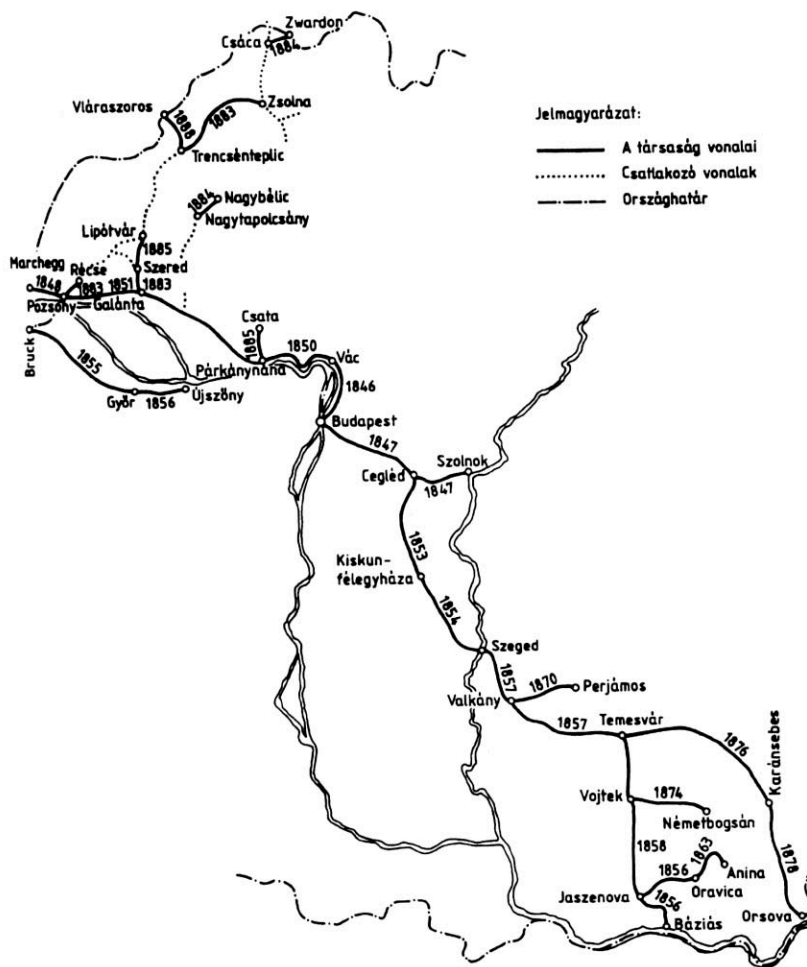 Zwardon
Csáca
1884
Zsolna
1883
Vláraszoros
1888
Trencsénteplic
Jelmagyarázat:
A társaság vonalai
Csatlakozó vonalak
Országhatár
1884
Nagybélic
Nagytapolcsány
Lipótvár
1885
Szered
Marchegg
Récse
1848
1883
1851
1883
Pozsony
Galánta
Csata
1885
1850
Vác
Párkánynána
1846
Bruck
1855
Győr
1856
Újszőny
Budapest
1847
Szolnok
Cegléd
1847
1853
Kiskun-
félegyháza
1854
Szeged
1857
1870
Perjámos
Valkány
1857
Temesvár
1876
Karánsebes
Vojtek
1874
Németbogsán
1858
1863
1856
Anina
Oravica
1878
Jaszenova
1856
Báziás
Orsova